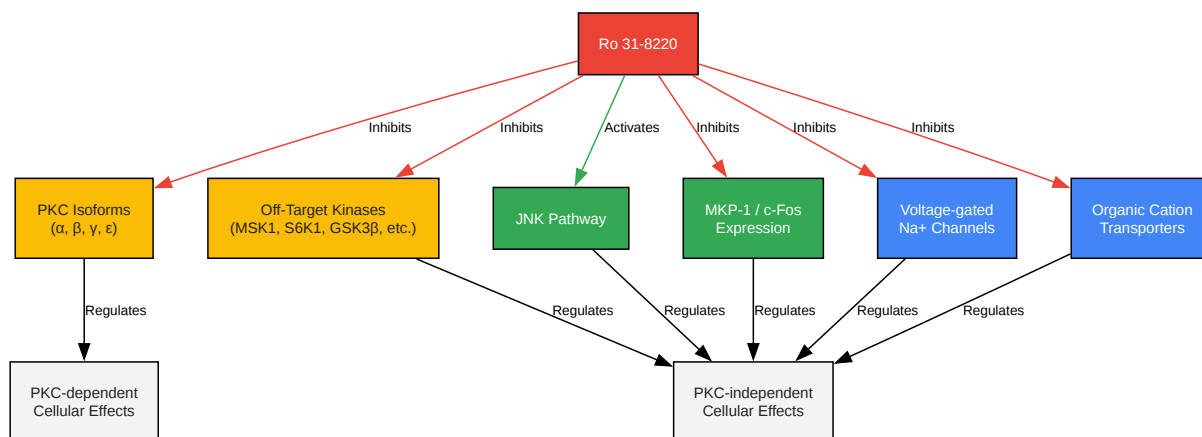 Ro 31-8220
Inhibits
Inhibits
Activates
Inhibits
Inhibits
Inhibits
PKC Isoforms
(α, β, γ, ε)
Off-Target Kinases
(MSK1, S6K1, GSK3β, etc.)
JNK Pathway
MKP-1 / c-Fos
Expression
Voltage-gated
Na+ Channels
Organic Cation
Transporters
Regulates
Regulates
Regulates
Regulates
Regulates
Regulates
PKC-dependent
Cellular Effects
PKC-independent
Cellular Effects